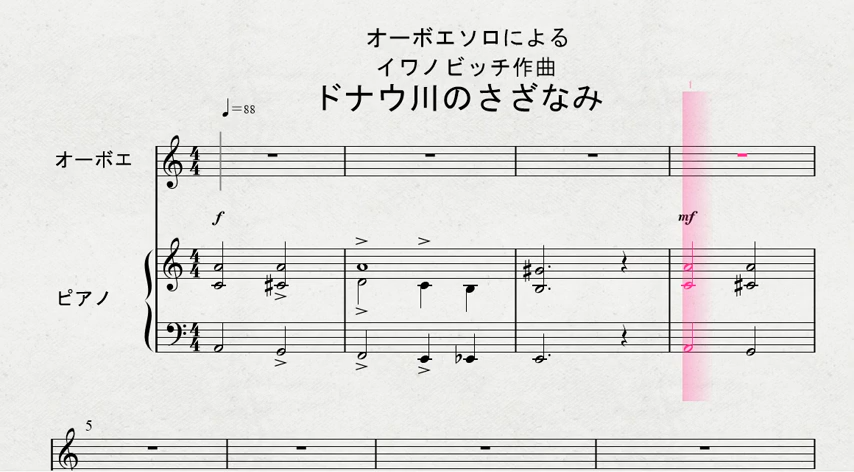 オーボエソロによる
イワノビッチ作曲
ドナウ川のさざなみ
♩=88
オーボエ
f
mf
ピアノ
5